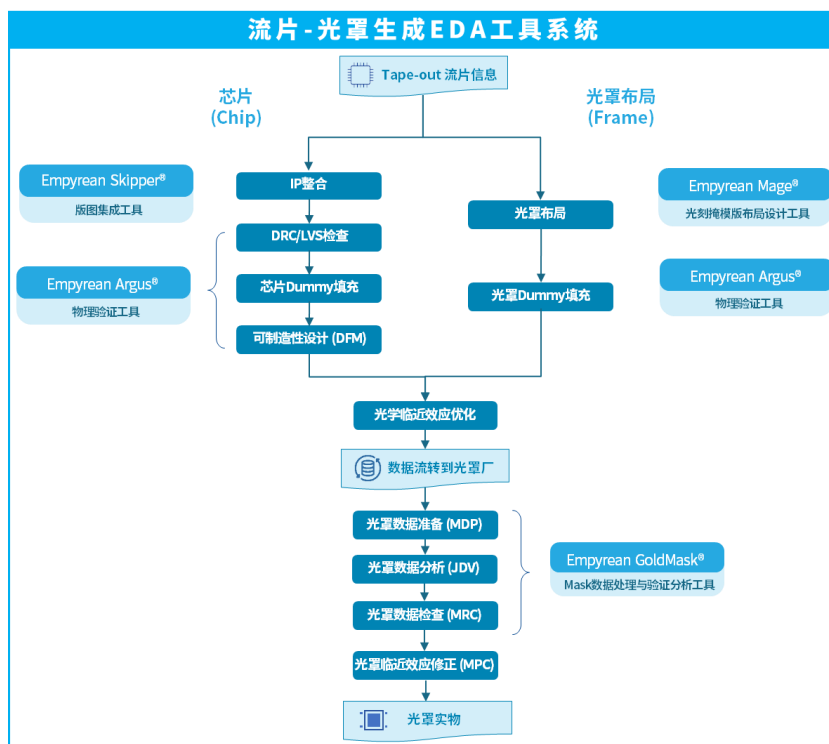 流片-光罩生成EDA工具系统
Tape-out 流片信息
芯片
(Chip)
光罩布局
(Frame)
Empyrean Skipper®
版图集成工具
IP整合
Empyrean Mage®
光刻掩模版布局设计工具
光罩布局
DRC/LVS检查
Empyrean Argus®
物理验证工具
芯片Dummy填充
光罩Dummy填充
Empyrean Argus®
物理验证工具
可制造性设计 (DFM)
光学临近效应优化
数据流转到光罩厂
光罩数据准备 (MDP)
光罩数据分析 (JDV)
Empyrean GoldMask®
Mask数据处理与验证分析工具
光罩数据检查 (MRC)
光罩临近效应修正 (MPC)
光罩实物